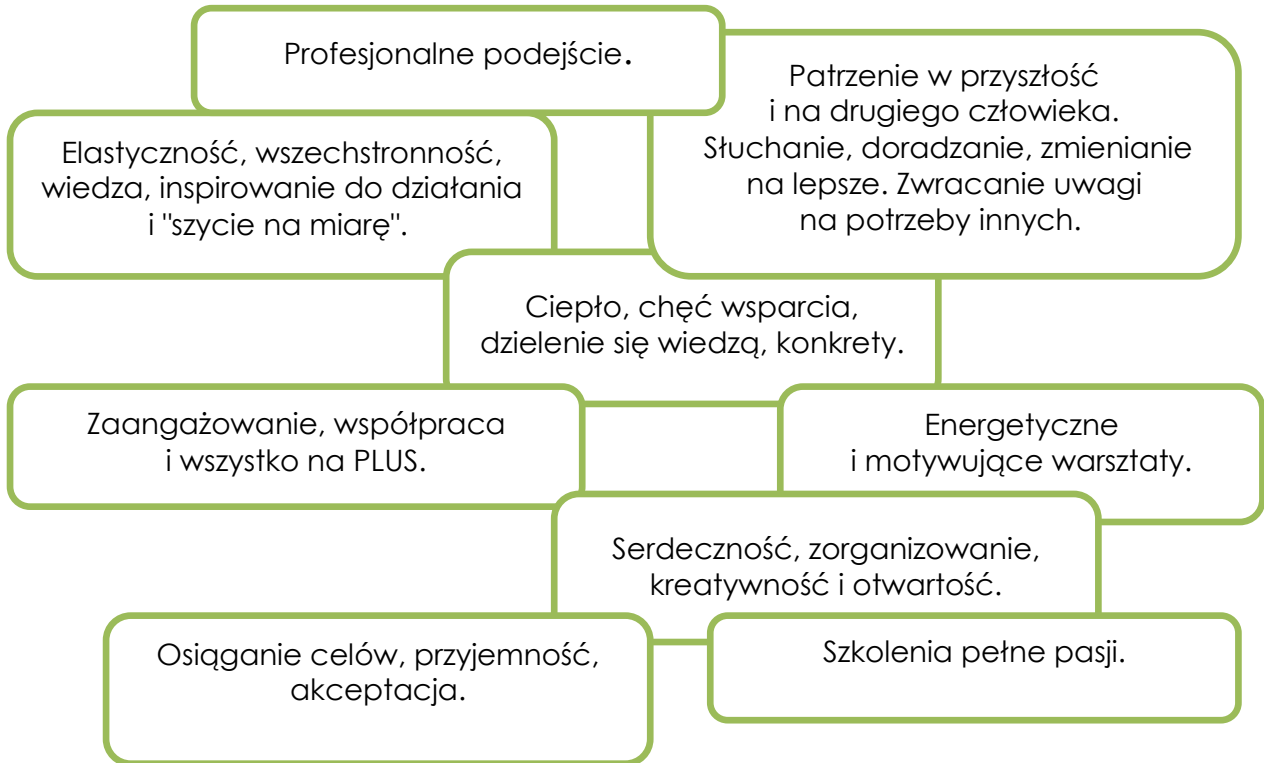 Profesjonalne podejście.
Patrzenie w przyszłość
i na drugiego człowieka.
Słuchanie, doradzanie, zmienianie
na lepsze. Zwracanie uwagi
na potrzeby innych.
Elastyczność, wszechstronność,
wiedza, inspirowanie do działania
i "szycie na miarę".
Ciepło, chęć wsparcia,
dzielenie się wiedzą, konkrety.
Zaangażowanie, współpraca
i wszystko na PLUS.
Energetyczne
i motywujące warsztaty.
Serdeczność, zorganizowanie,
kreatywność i otwartość.
Osiąganie celów, przyjemność,
akceptacja.
Szkolenia pełne pasji.